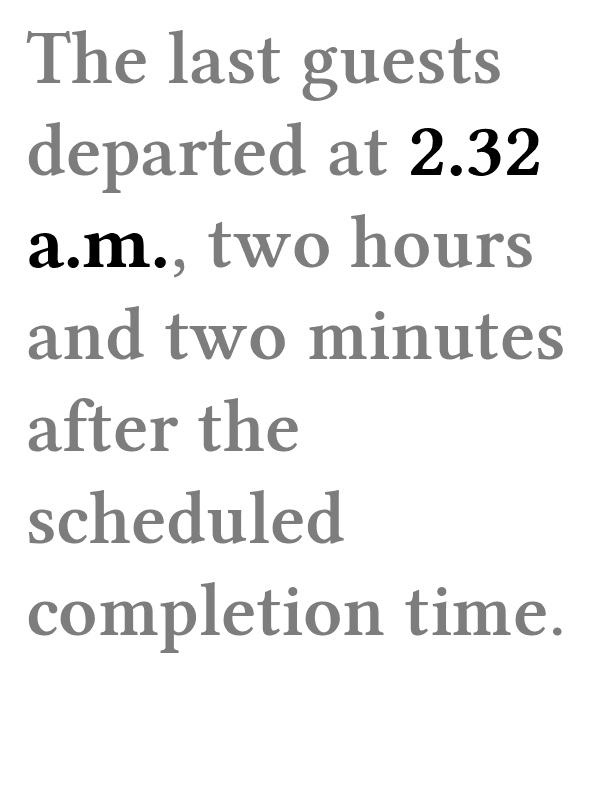 The last guests
departed at 2.32
a.m., two hours
and two minutes
after the
scheduled
completion time.